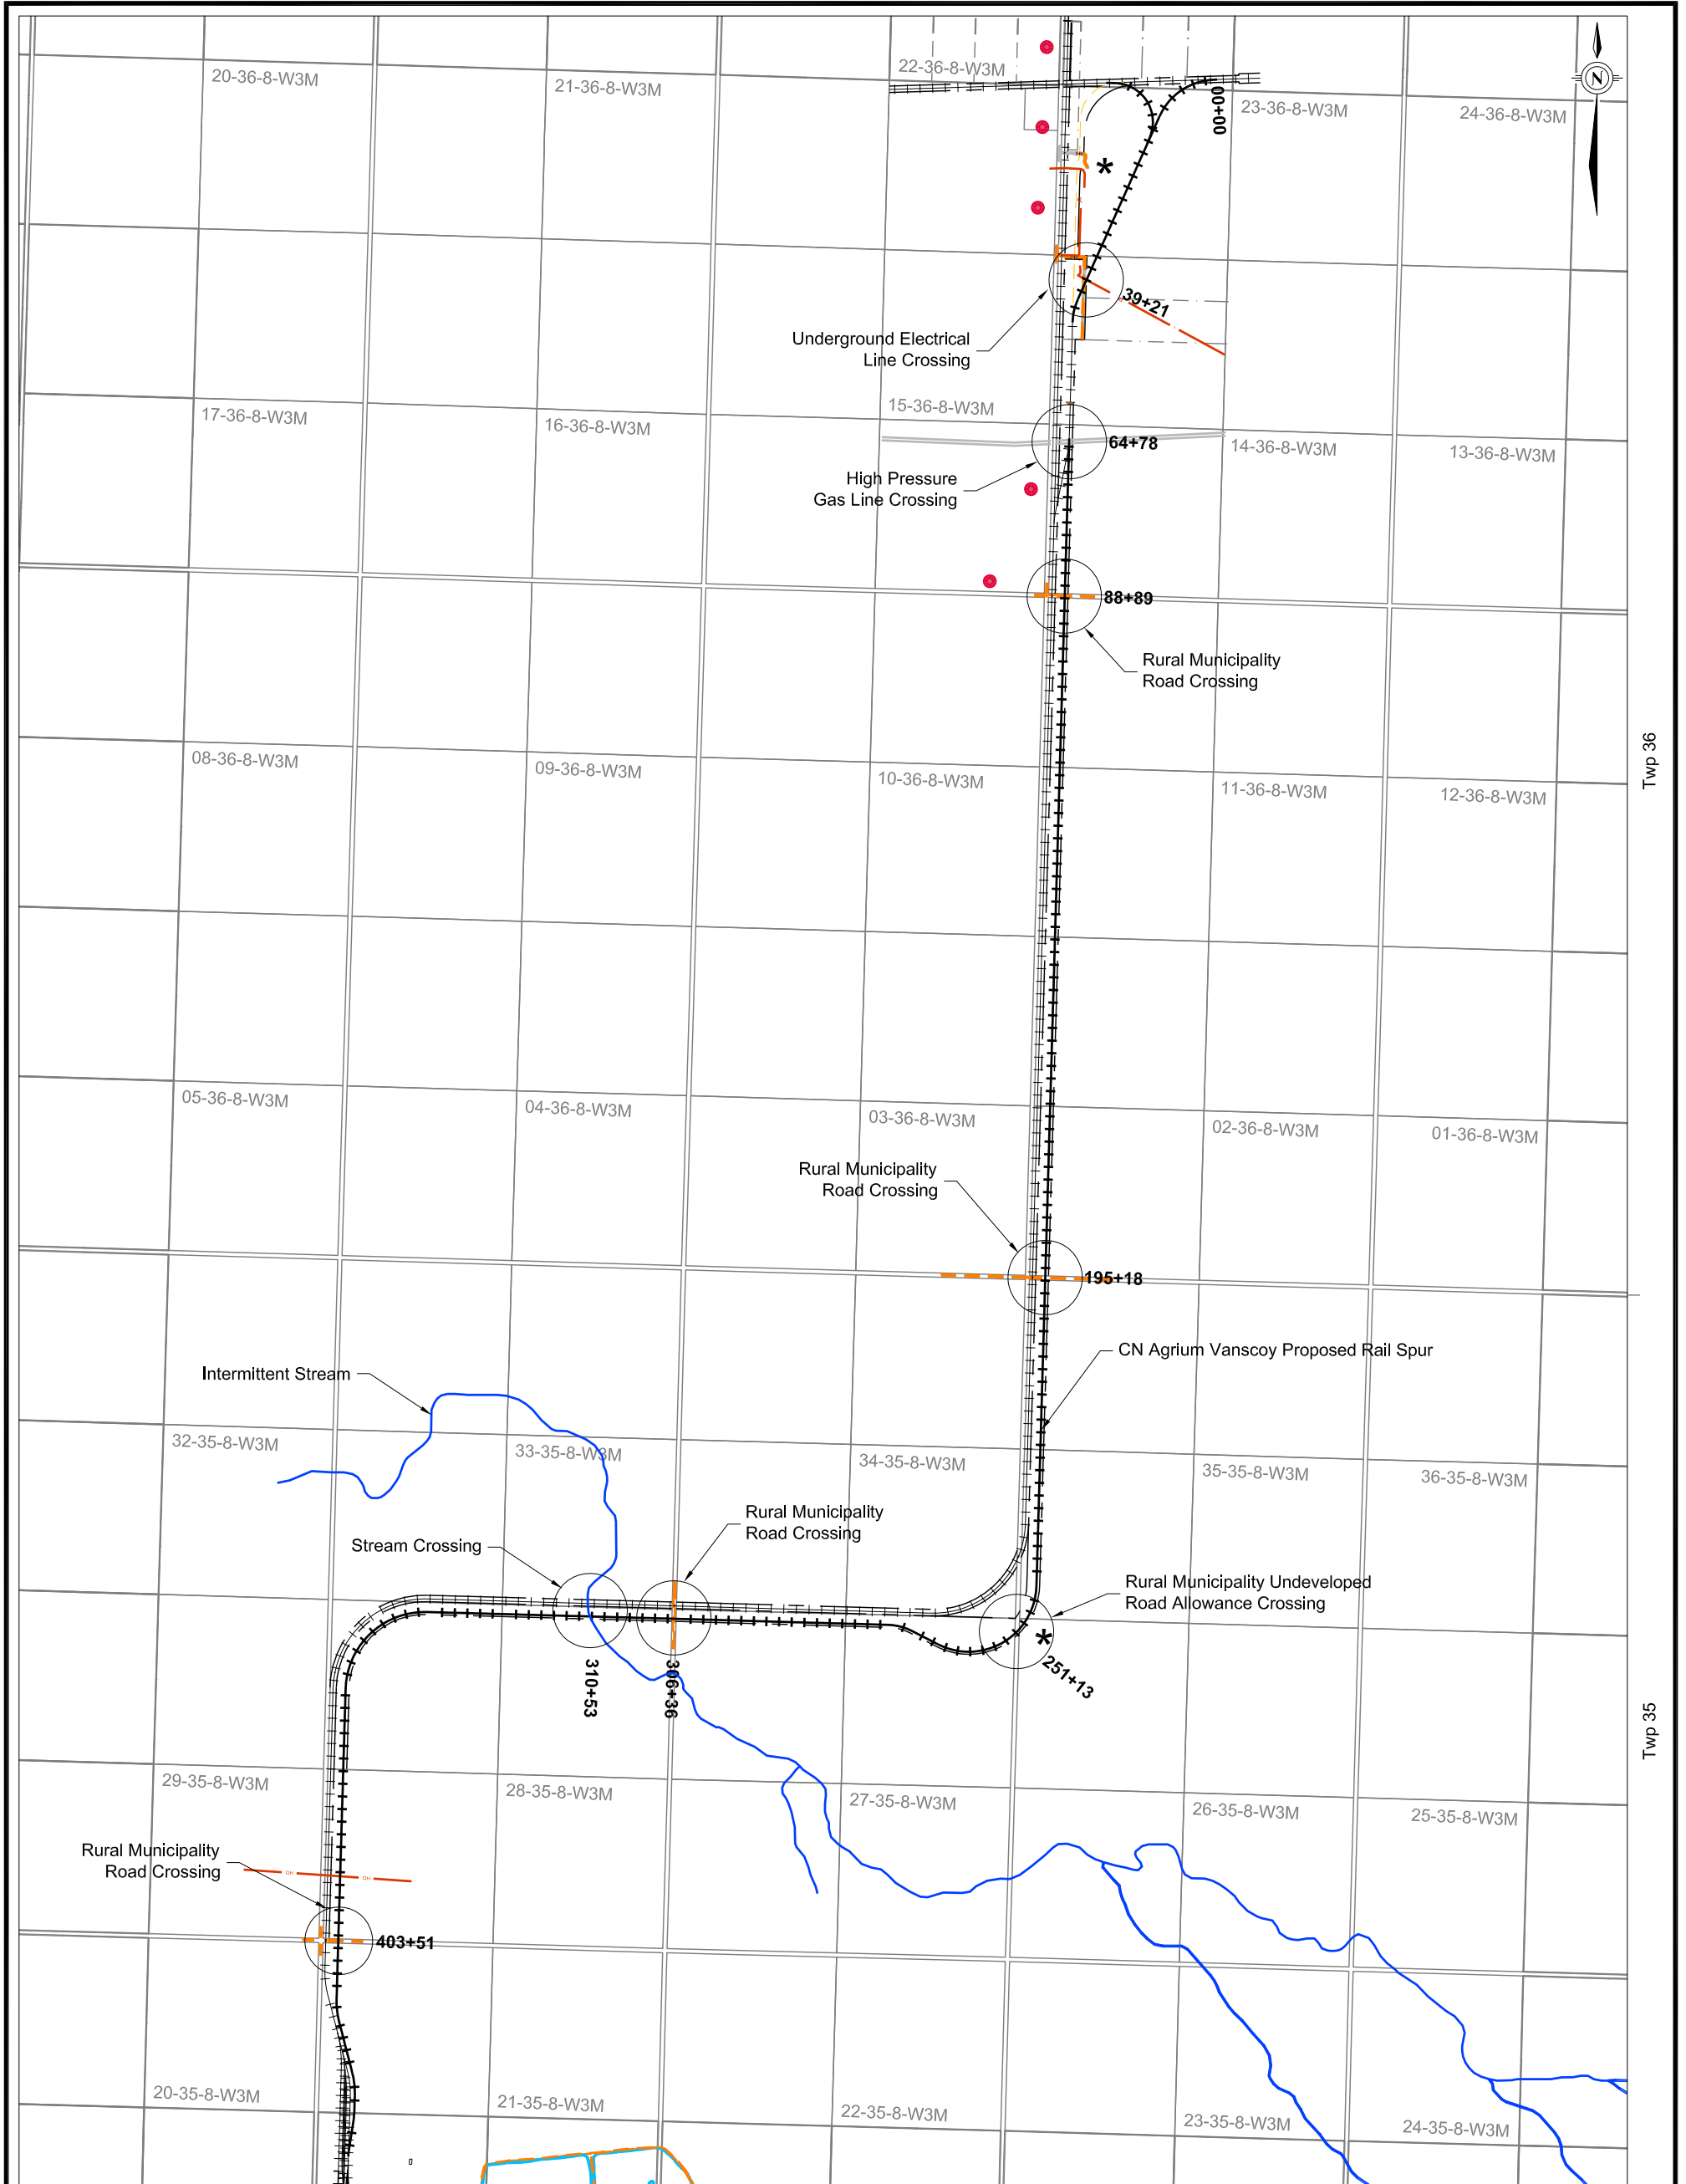 20-36-8-W3M
21-36-8-W3M
22-36-8-W3M
00+00
23-36-8-W3M
24-36-8-W3M
N
*
39+21
Underground Electrical
Line Crossing
17-36-8-W3M
16-36-8-W3M
15-36-8-W3M
64+78
14-36-8-W3M
13-36-8-W3M
High Pressure
Gas Line Crossing
88+89
Rural Municipality
Road Crossing
Twp 36
08-36-8-W3M
09-36-8-W3M
10-36-8-W3M
11-36-8-W3M
12-36-8-W3M
05-36-8-W3M
04-36-8-W3M
03-36-8-W3M
02-36-8-W3M
01-36-8-W3M
Rural Municipality
Road Crossing
195+18
CN Agrium Vanscoy Proposed Rail Spur
Intermittent Stream
32-35-8-W3M
33-35-8-W3M
34-35-8-W3M
35-35-8-W3M
36-35-8-W3M
Rural Municipality
Road Crossing
Stream Crossing
Rural Municipality Undeveloped
Road Allowance Crossing
*
310+53
306+36
251+13
Twp 35
29-35-8-W3M
28-35-8-W3M
27-35-8-W3M
26-35-8-W3M
25-35-8-W3M
Rural Municipality
Road Crossing
OH
OH
403+51
20-35-8-W3M
21-35-8-W3M
22-35-8-W3M
23-35-8-W3M
24-35-8-W3M